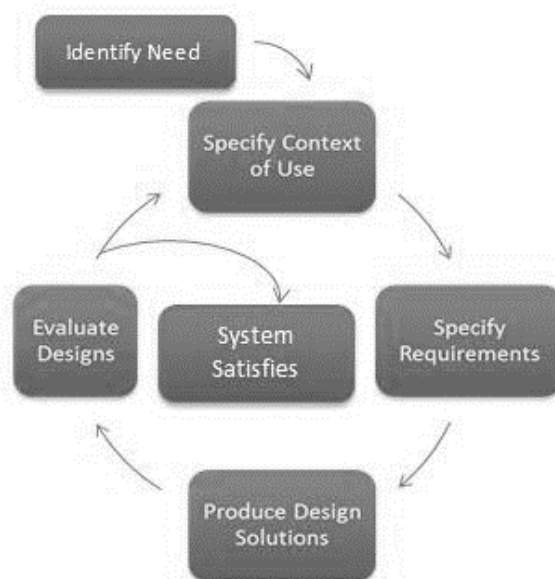 Identify Need
Specify Context
of Use
Evaluate
Designs
System
Satisfies
Specify
Requirements
Produce Design
Solutions